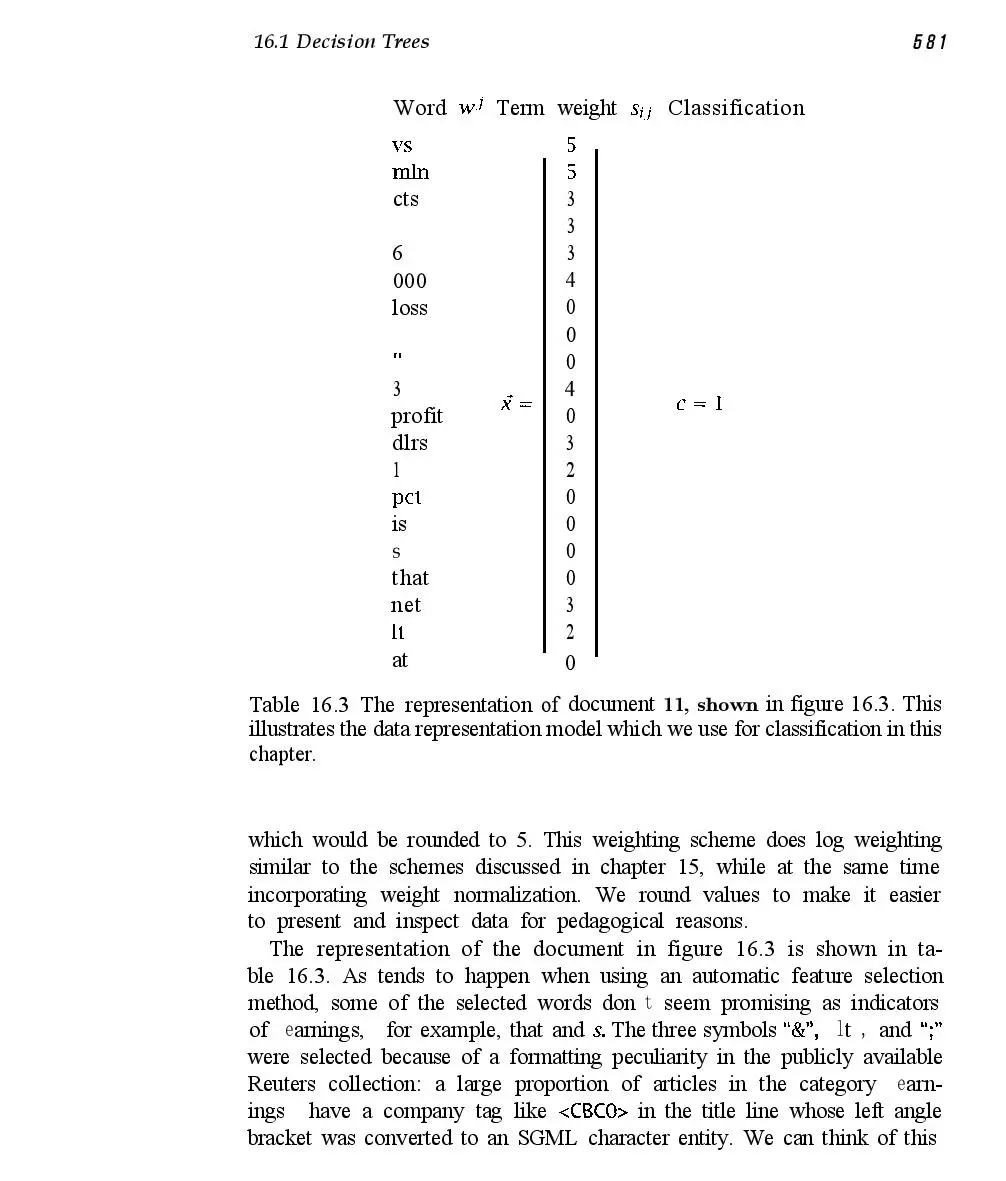 16.1 Decision Trees 581
Word w^j Term weight s_ij Classification
vs 5
mln 5
cts 3
3
6 3
000 4
loss 0
0
" 0
3 4
x⃗ = c = 1
profit 0
dlrs 3
1 2
pct 0
is 0
s 0
that 0
net 3
lt 2
at 0
Table 16.3 The representation of document 11, shown in figure 16.3. This
illustrates the data representation model which we use for classification in this
chapter.
which would be rounded to 5. This weighting scheme does log weighting
similar to the schemes discussed in chapter 15, while at the same time
incorporating weight normalization. We round values to make it easier
to present and inspect data for pedagogical reasons.
The representation of the document in figure 16.3 is shown in ta-
ble 16.3. As tends to happen when using an automatic feature selection
method, some of the selected words don t seem promising as indicators
of earnings, for example, that and s. The three symbols “&”, lt , and “;”
were selected because of a formatting peculiarity in the publicly available
Reuters collection: a large proportion of articles in the category earn-
ings have a company tag like <CBCO> in the title line whose left angle
bracket was converted to an SGML character entity. We can think of this